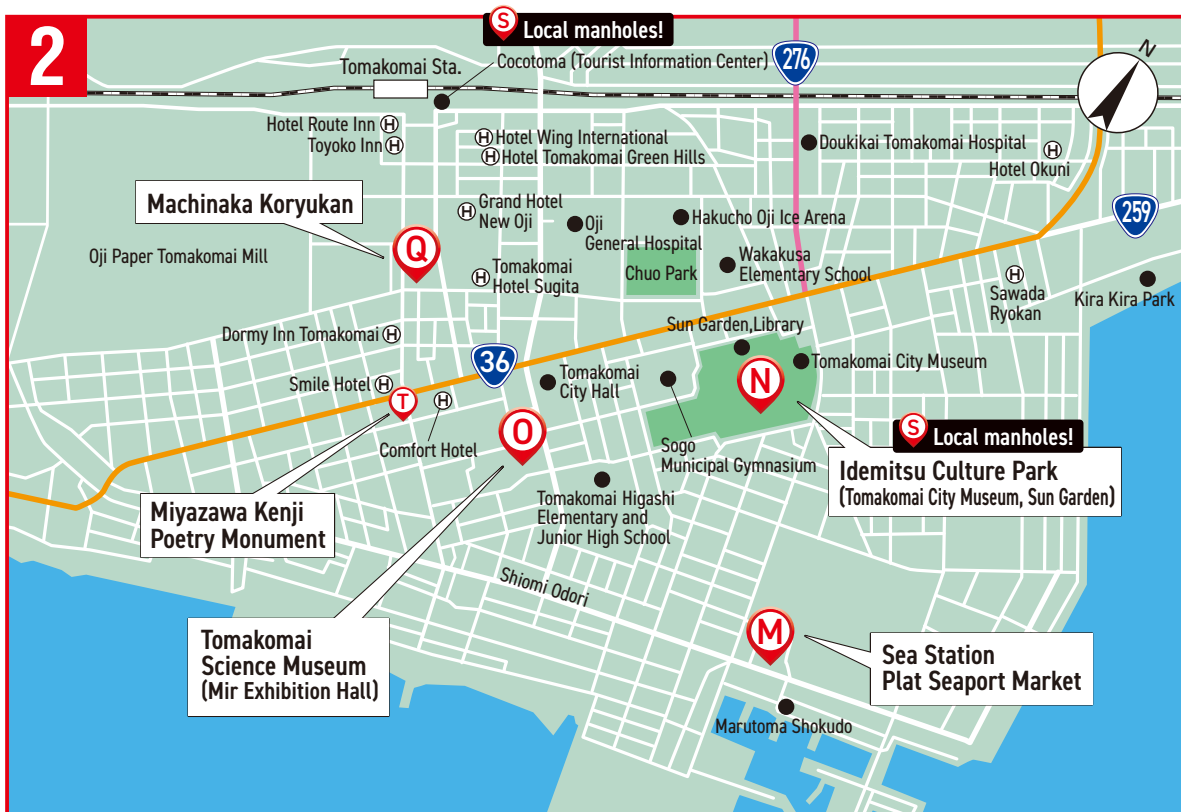 2
S Local manholes!
Cocotoma (Tourist Information Center)
276
N
Tomakomai Sta.
Hotel Route Inn H
Toyoko Inn H
H Hotel Wing International
H Hotel Tomakomai Green Hills
Doukikai Tomakomai Hospital
H
Hotel Okuni
Machinaka Koryukan
Q
H Grand Hotel
New Oji
Oji
General Hospital
Hakucho Oji Ice Arena
259
Oji Paper Tomakomai Mill
Chuo Park
Wakakusa
Elementary School
H Tomakomai
Hotel Sugita
H
Sawada
Ryokan
Kira Kira Park
Dormy Inn Tomakomai H
Sun Garden,Library
36
Tomakomai City Museum
Smile Hotel H
T
H
Comfort Hotel
Tomakomai
City Hall
N
O
Sogo
Municipal Gymnasium
S Local manholes!
Idemitsu Culture Park
(Tomakomai City Museum, Sun Garden)
Miyazawa Kenji
Poetry Monument
Tomakomai Higashi
Elementary and
Junior High School
Shiomi Odori
Tomakomai
Science Museum
(Mir Exhibition Hall)
M
Sea Station
Plat Seaport Market
Marutoma Shokudo